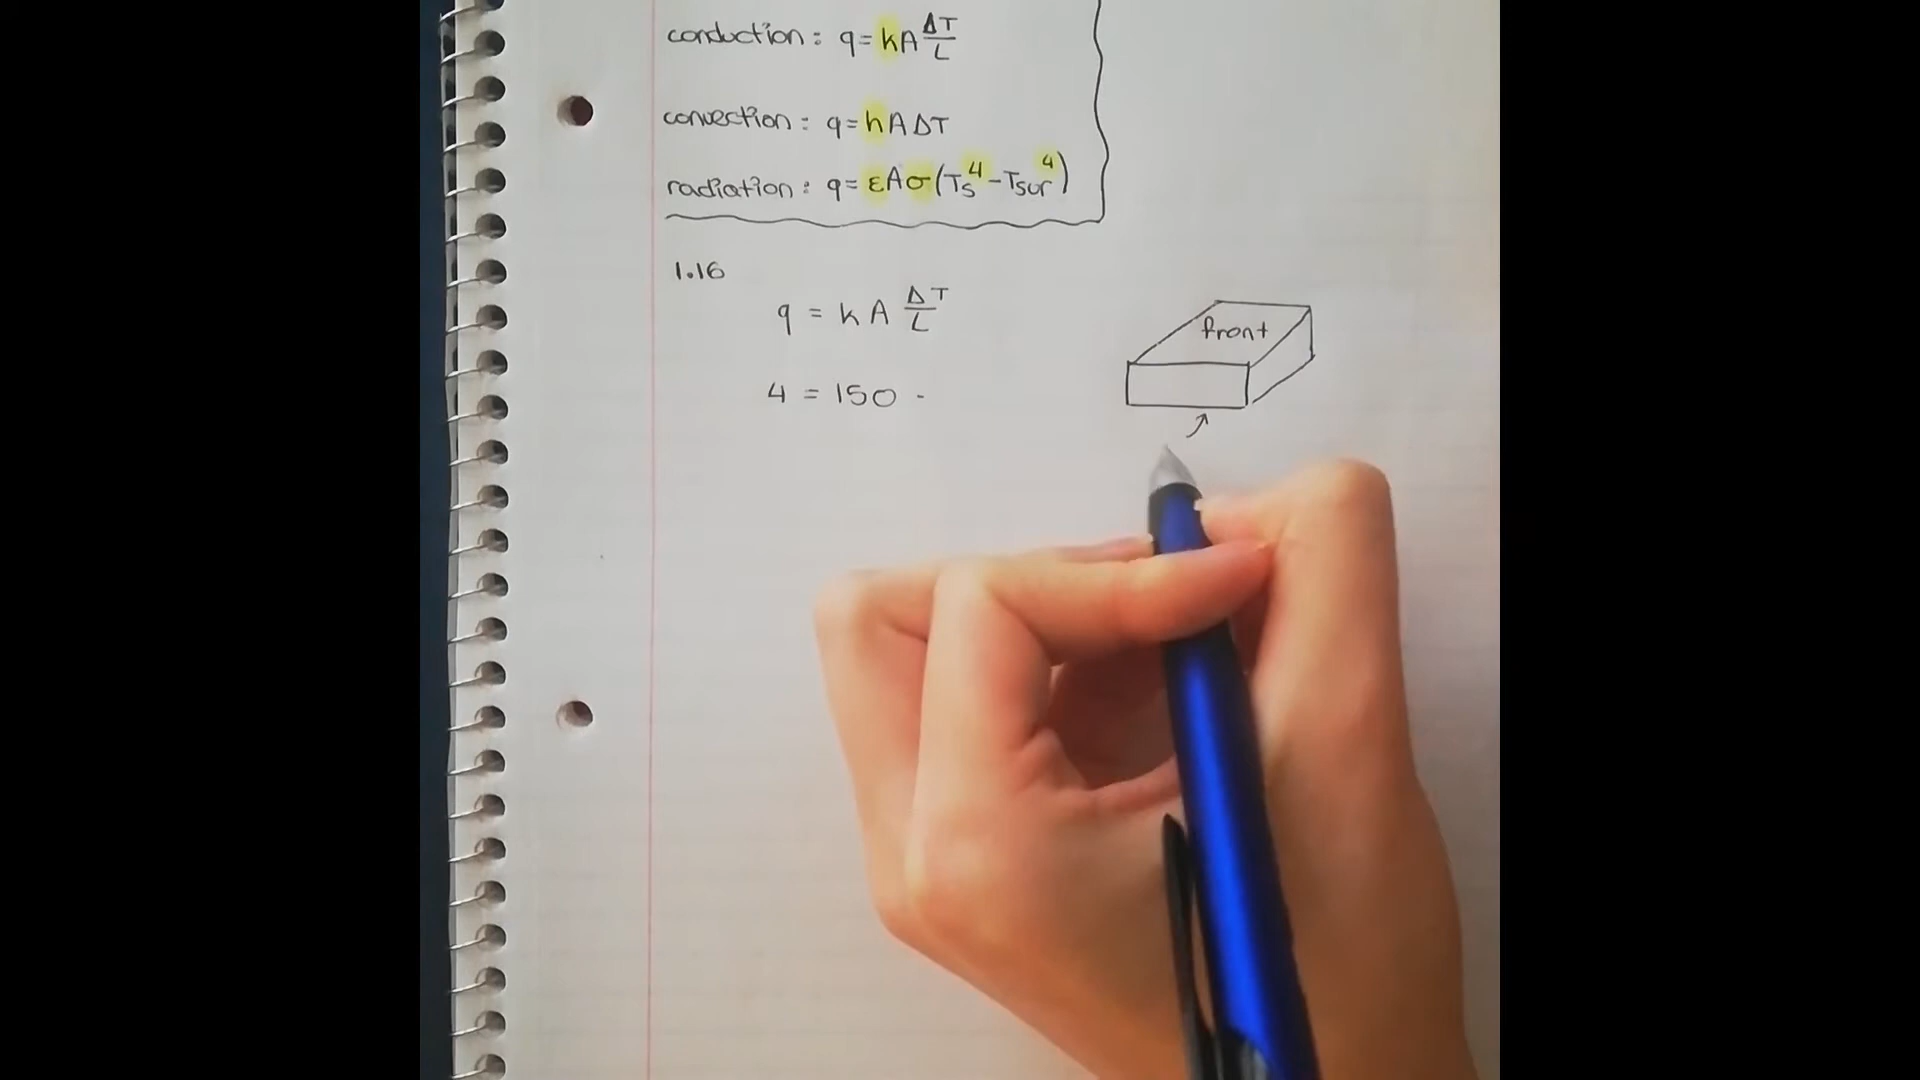 conduction: q=kA ΔT/L
convection: q=hAΔT
radiation: q=εAσ(Ts⁴-Tsur⁴)
1.16
q = kA ΔT/L
front
4 = 150 ·